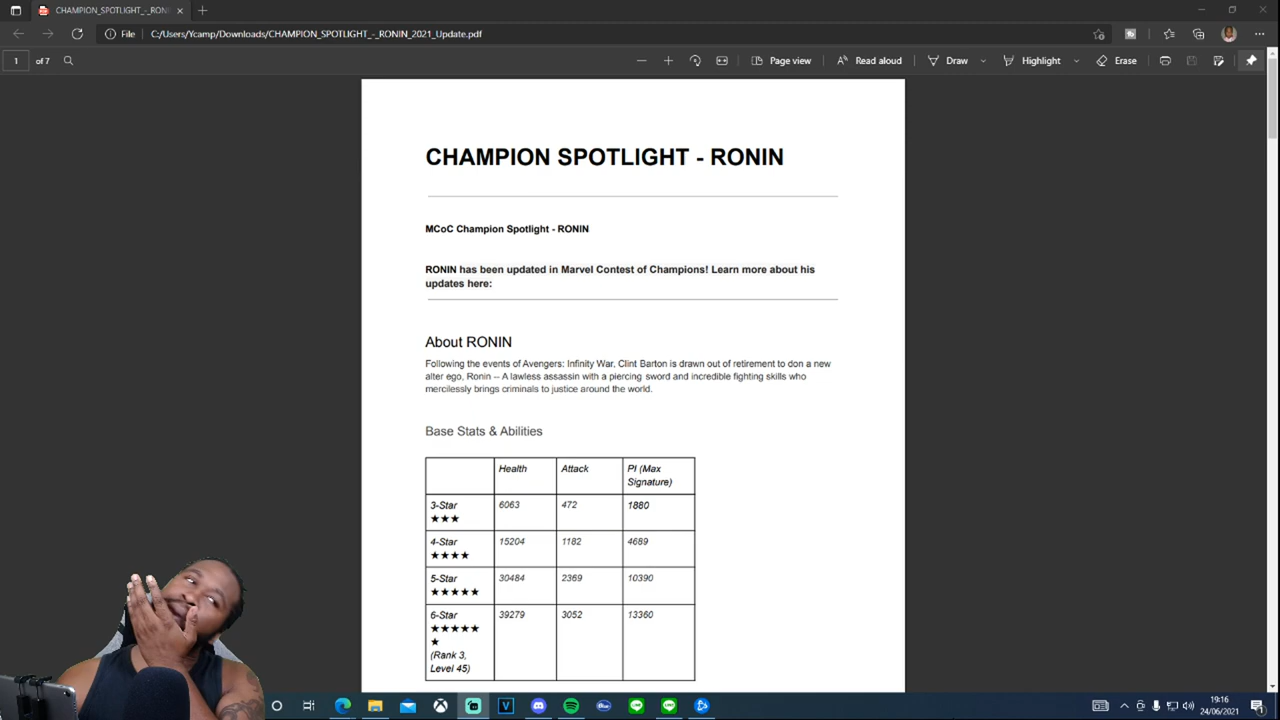 CHAMPION_SPOTLIGHT_-_RONI
File
C:/Users/Ycamp/Downloads/CHAMPION_SPOTLIGHT_-_RONIN_2021_Update.pdf
1 of 7
Page view
Read aloud
Draw
Highlight
Erase
CHAMPION SPOTLIGHT - RONIN
MCoC Champion Spotlight - RONIN
RONIN has been updated in Marvel Contest of Champions! Learn more about his
updates here:
About RONIN
Following the events of Avengers: Infinity War, Clint Barton is drawn out of retirement to don a new
alter ego, Ronin -- A lawless assassin with a piercing sword and incredible fighting skills who
mercilessly brings criminals to justice around the world.
Base Stats & Abilities
Health Attack PI (Max
Signature)
3-Star 6063 472 1880
★★★
4-Star 15204 1182 4689
★★★★
5-Star 30484 2369 10390
★★★★★
6-Star 39279 3052 13360
★★★★★
★
(Rank 3,
Level 45)
19:16
24/06/2021